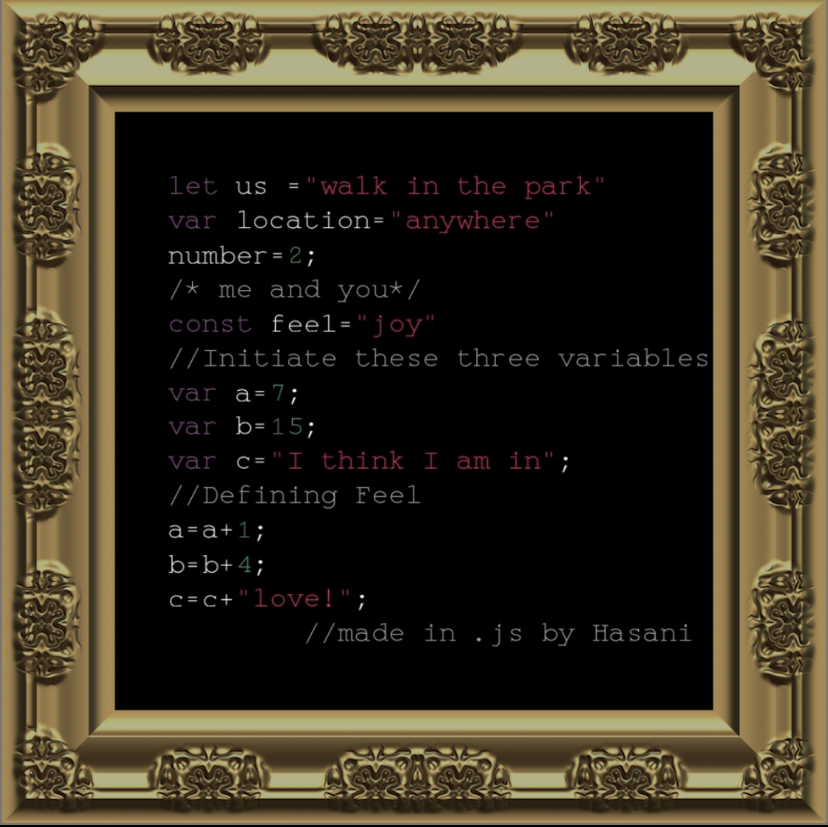 let us ="walk in the park"
var location="anywhere"
number=2;
/* me and you*/
const feel="joy"
//Initiate these three variables
var a=7;
var b=15;
var c="I think I am in";
//Defining Feel
a=a+1;
b=b+4;
c=c+"love!";
//made in .js by Hasani